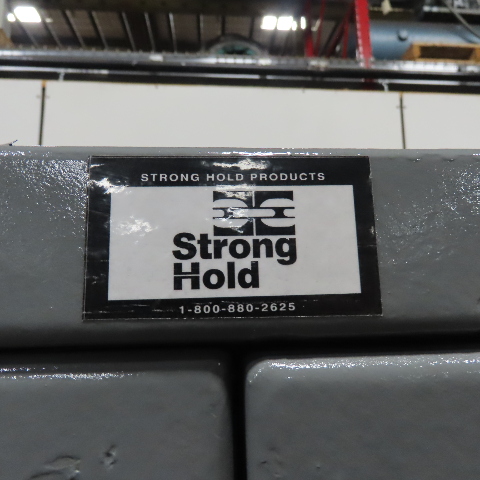 STRONG HOLD PRODUCTS
Strong
Hold
1-800-880-2625